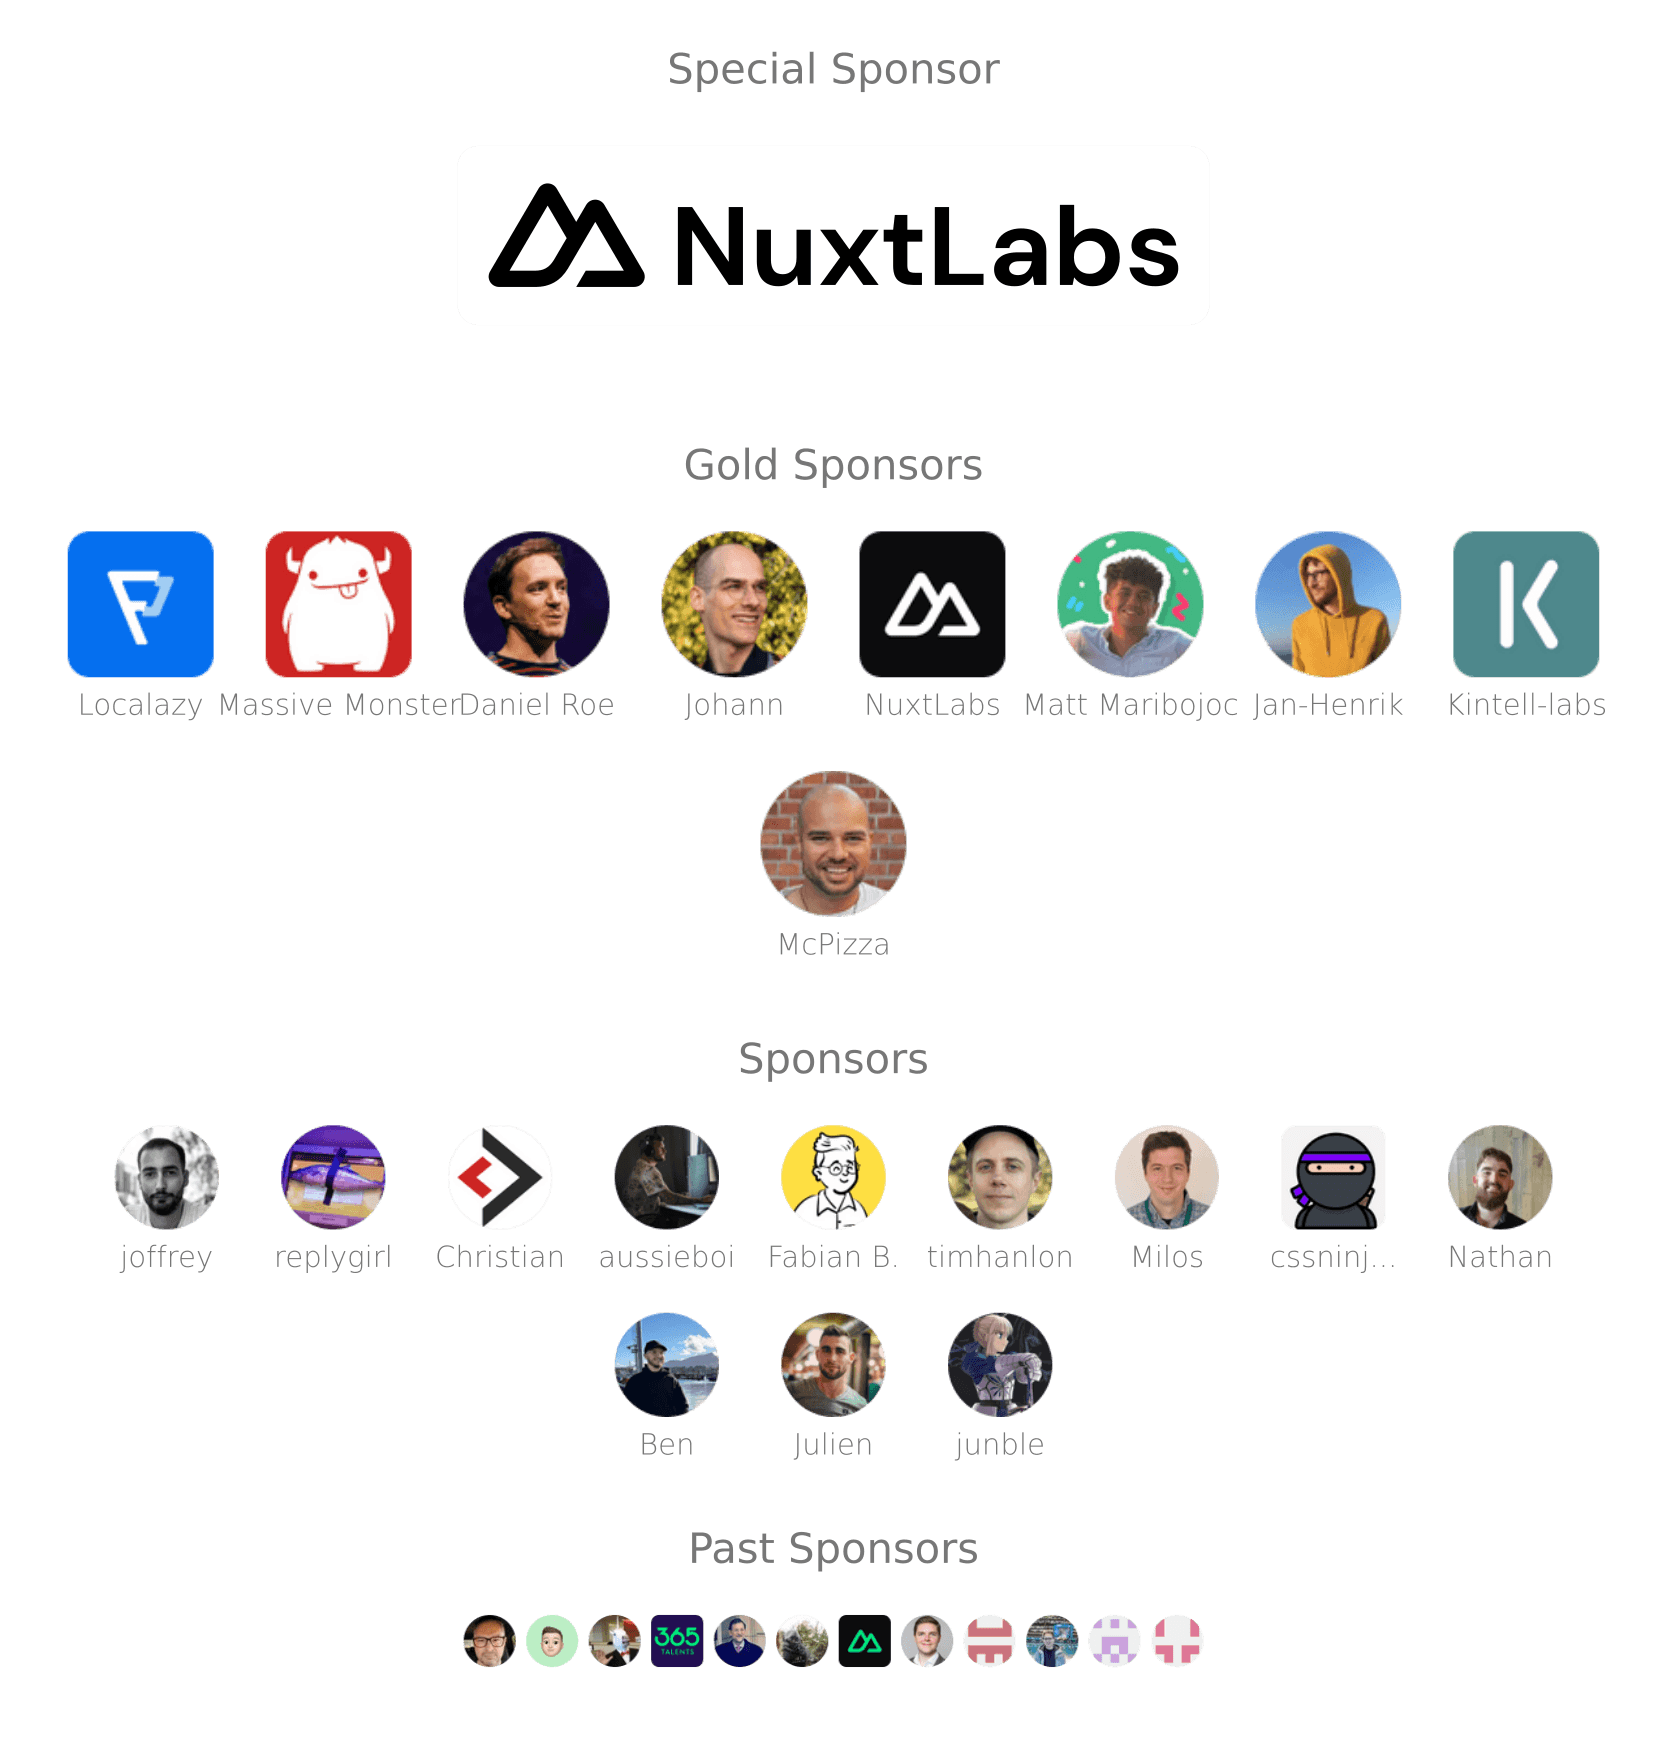 Special Sponsor
NuxtLabs
Gold Sponsors
Localazy Massive Monster Daniel Roe Johann NuxtLabs Matt Maribojoc Jan-Henrik Kintell-labs
McPizza
Sponsors
joffrey replygirl Christian aussieboi Fabian B. timhanlon Milos cssninj... Nathan
Ben Julien junble
Past Sponsors
365
TALENTS